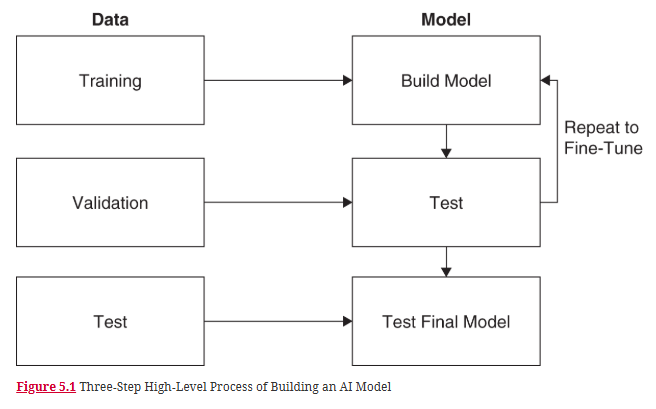 Data Model
Training Build Model
Repeat to
Fine-Tune
Validation Test
Test Test Final Model
Figure 5.1 Three-Step High-Level Process of Building an AI Model